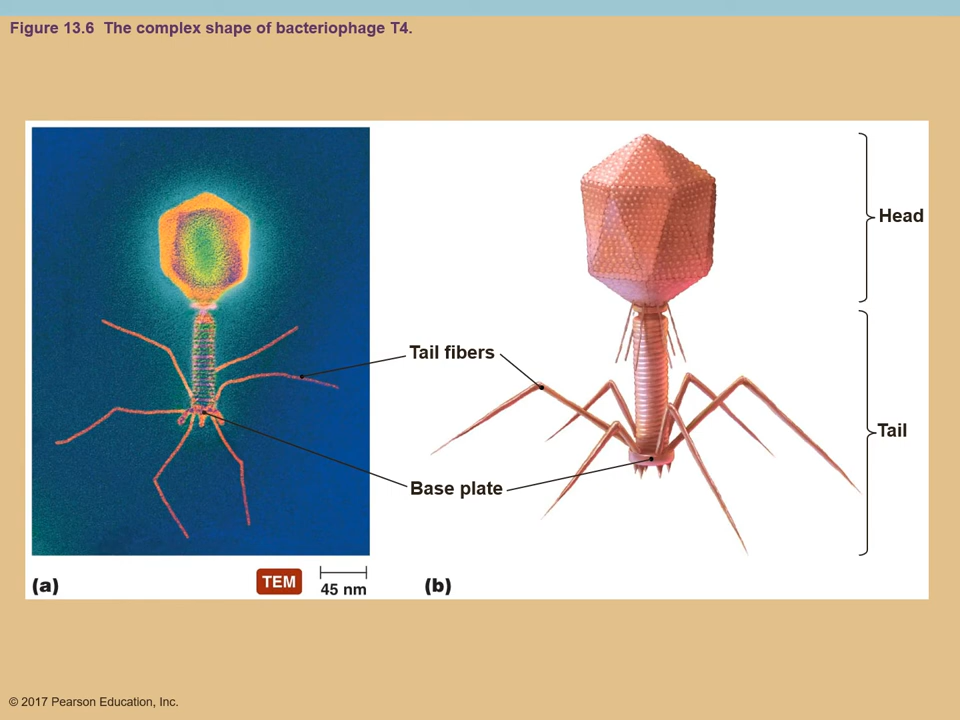 Figure 13.6 The complex shape of bacteriophage T4.
Head
Tail fibers
Tail
Base plate
(a)
TEM
45 nm
(b)
© 2017 Pearson Education, Inc.